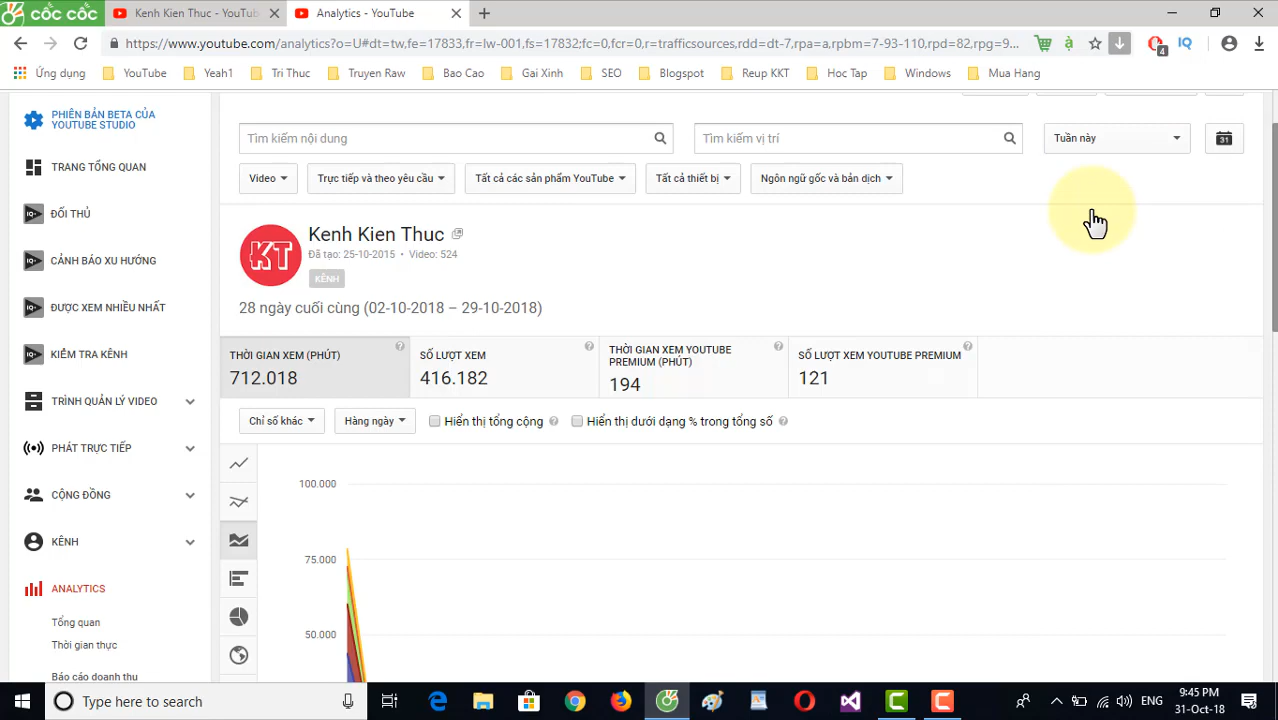 cốc cốc
Kenh Kien Thuc - YouTub
Analytics - YouTube
https://www.youtube.com/analytics?o=U#dt=tw,fe=17833,fr=lw-001,fs=17832;fc=0,fcr=0,r=trafficsources,rdd=dt-7,rpa=a,rpbm=7-93-110,rpd=82,rpg=9...
4
IQ
Ứng dụng
YouTube
Yeah1
Tri Thuc
Truyen Raw
Bao Cao
Gai Xinh
SEO
Blogspot
Reup KKT
Hoc Tap
Windows
Mua Hang
PHIÊN BẢN BETA CỦA
YOUTUBE STUDIO
TRANG TỔNG QUAN
ĐỐI THỦ
CẢNH BÁO XU HƯỚNG
ĐƯỢC XEM NHIỀU NHẤT
KIỂM TRA KÊNH
TRÌNH QUẢN LÝ VIDEO
PHÁT TRỰC TIẾP
CỘNG ĐỒNG
KÊNH
ANALYTICS
Tổng quan
Thời gian thực
Báo cáo doanh thu
Tìm kiếm nội dung
Tìm kiếm vị trí
Tuần này
31
Video
Trực tiếp và theo yêu cầu
Tất cả các sản phẩm YouTube
Tất cả thiết bị
Ngôn ngữ gốc và bản dịch
KT
Kenh Kien Thuc
Đã tạo: 25-10-2015 • Video: 524
KÊNH
28 ngày cuối cùng (02-10-2018 – 29-10-2018)
THỜI GIAN XEM (PHÚT)
712.018
SỐ LƯỢT XEM
416.182
THỜI GIAN XEM YOUTUBE
PREMIUM (PHÚT)
194
SỐ LƯỢT XEM YOUTUBE PREMIUM
121
Chỉ số khác
Hàng ngày
Hiển thị tổng cộng
Hiển thị dưới dạng % trong tổng số
100.000
75.000
50.000
Type here to search
ENG
9:45 PM
31-Oct-18